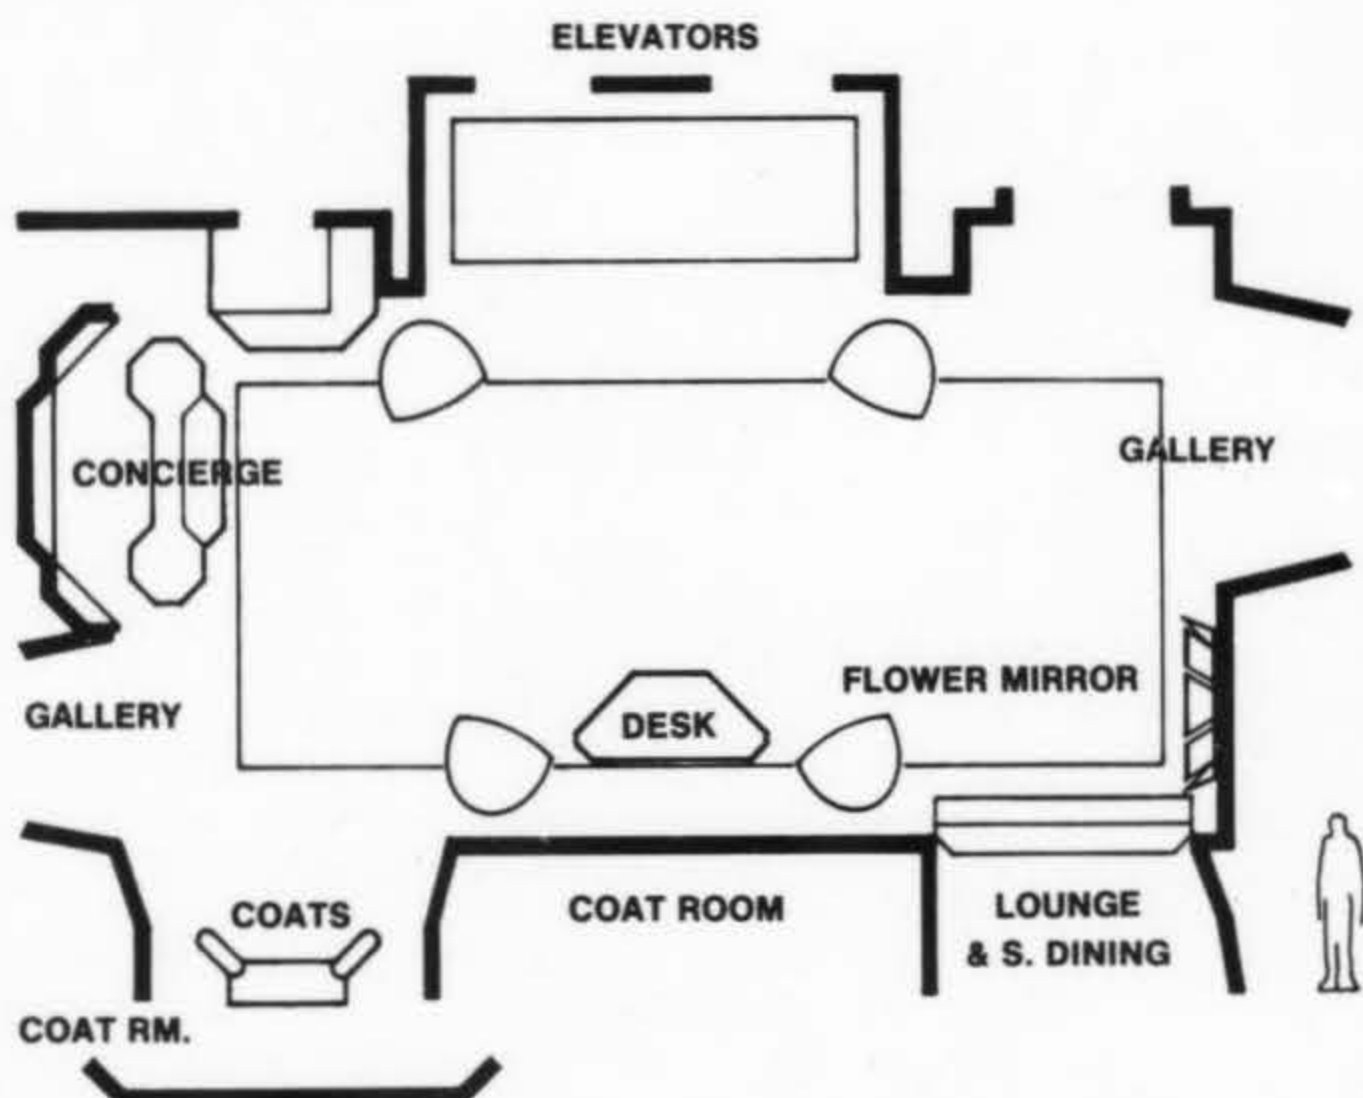 ELEVATORS
CONCIERGE
GALLERY
GALLERY
FLOWER MIRROR
DESK
COATS
COAT ROOM
LOUNGE
& S. DINING
COAT RM.